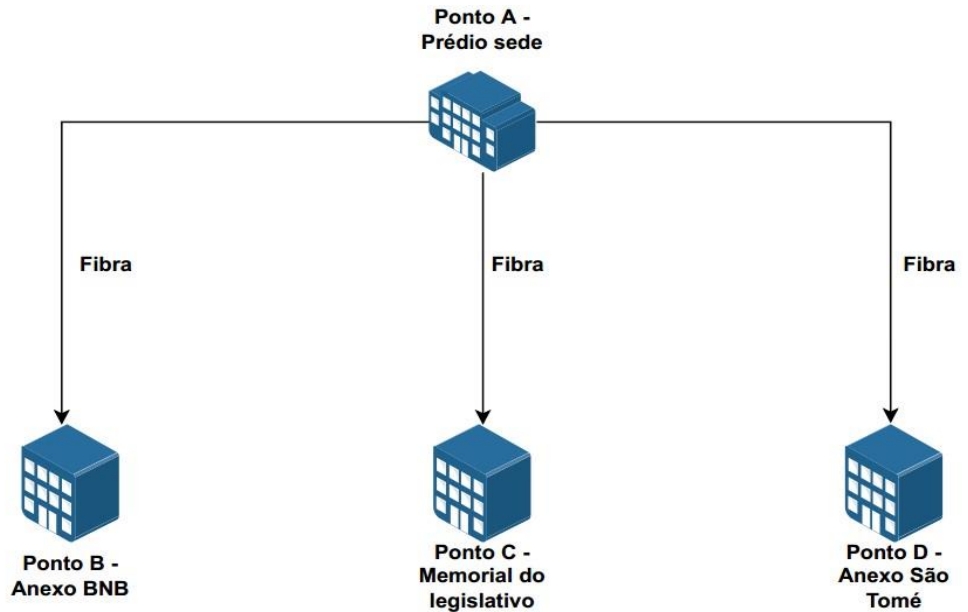 Ponto A -
Prédio sede
Fibra
Fibra
Fibra
Ponto B -
Anexo BNB
Ponto C -
Memorial do
legislativo
Ponto D -
Anexo São
Tomé